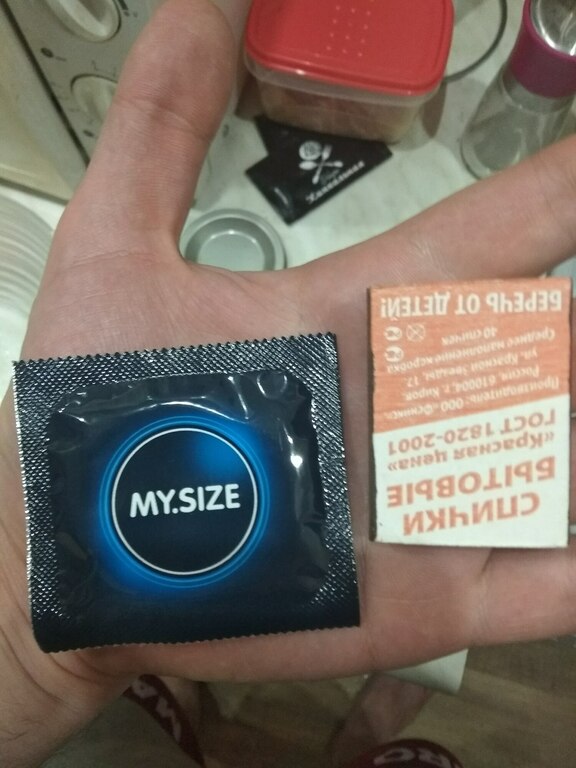 MY.SIZE
СПИЧКИ
БЫТОВЫЕ
«Красная цена»
ГОСТ 1820-2001
Производитель: ООО «Феникс»,
Россия, 610004, г. Киров,
ул. Красной Звезды, 17.
Среднее наполнение коробка
40 спичек
БЕРЕЧЬ ОТ ДЕТЕЙ!